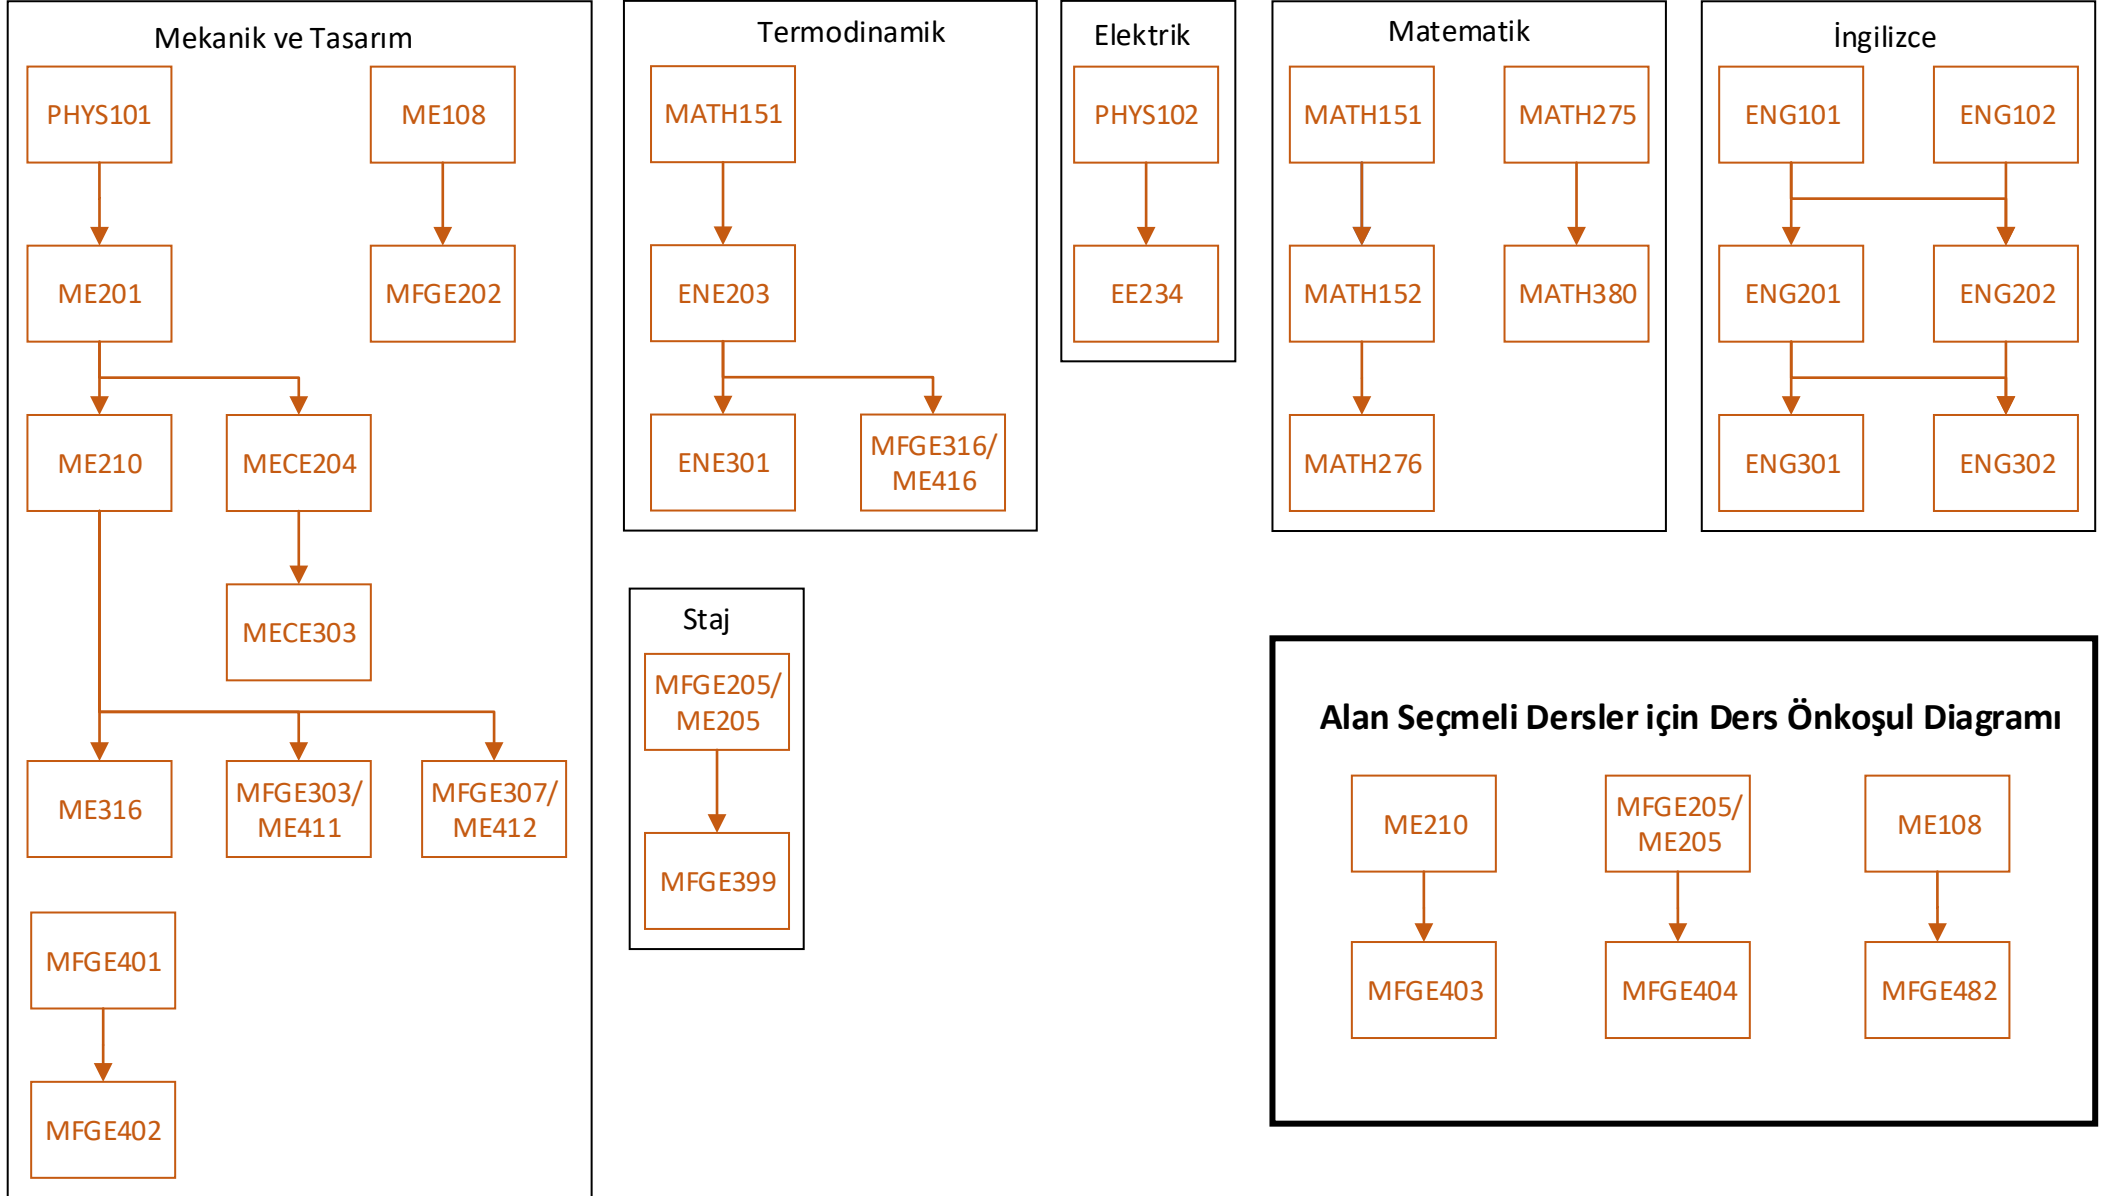 Mekanik ve Tasarım
PHYS101
ME108
ME201
MFGE202
ME210
MECE204
MECE303
ME316
MFGE303/
ME411
MFGE307/
ME412
MFGE401
MFGE402
Termodinamik
MATH151
ENE203
ENE301
MFGE316/
ME416
Elektrik
PHYS102
EE234
Matematik
MATH151
MATH275
MATH152
MATH380
MATH276
İngilizce
ENG101
ENG102
ENG201
ENG202
ENG301
ENG302
Staj
MFGE205/
ME205
MFGE399
Alan Seçmeli Dersler için Ders Önkoşul Diagramı
ME210
MFGE205/
ME205
ME108
MFGE403
MFGE404
MFGE482